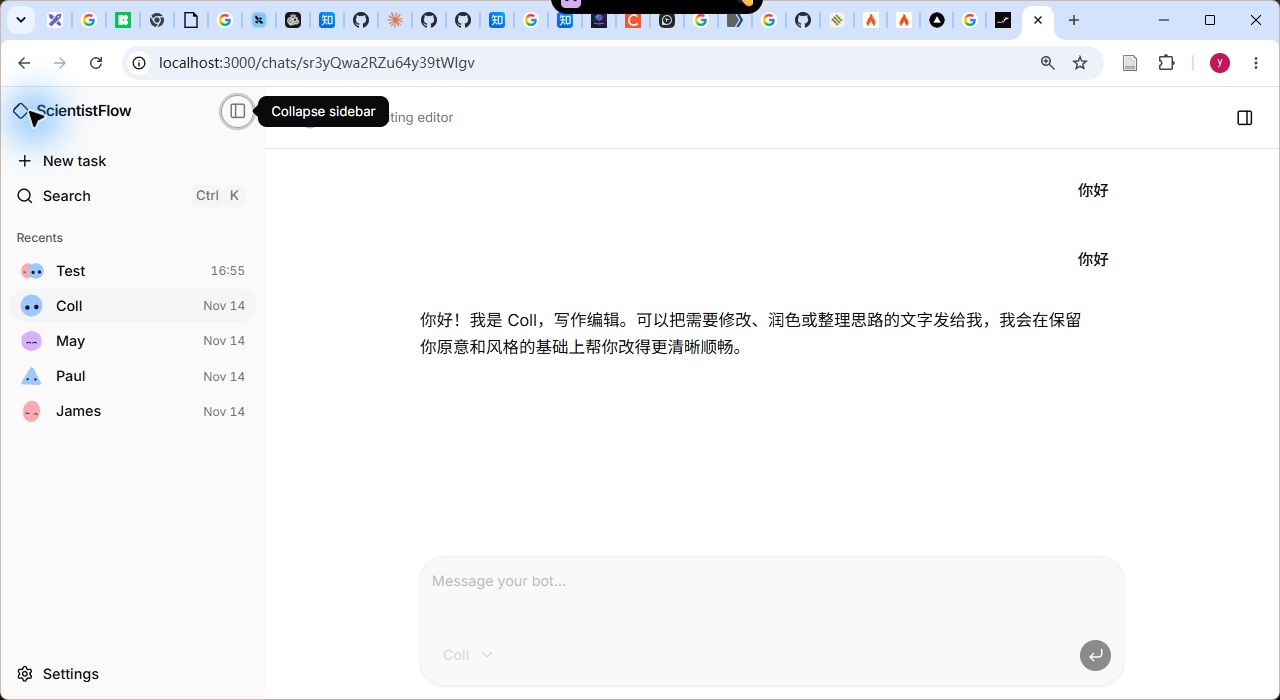 localhost:3000/chats/sr3yQwa2RZu64y39tWIgv
y
ScientistFlow
Collapse sidebar
ting editor
New task
Search Ctrl K
Recents
Test 16:55
Coll Nov 14
May Nov 14
Paul Nov 14
James Nov 14
Settings
你好
你好
你好！我是 Coll，写作编辑。可以把需要修改、润色或整理思路的文字发给我，我会在保留
你原意和风格的基础上帮你改得更清晰顺畅。
Message your bot...
Coll